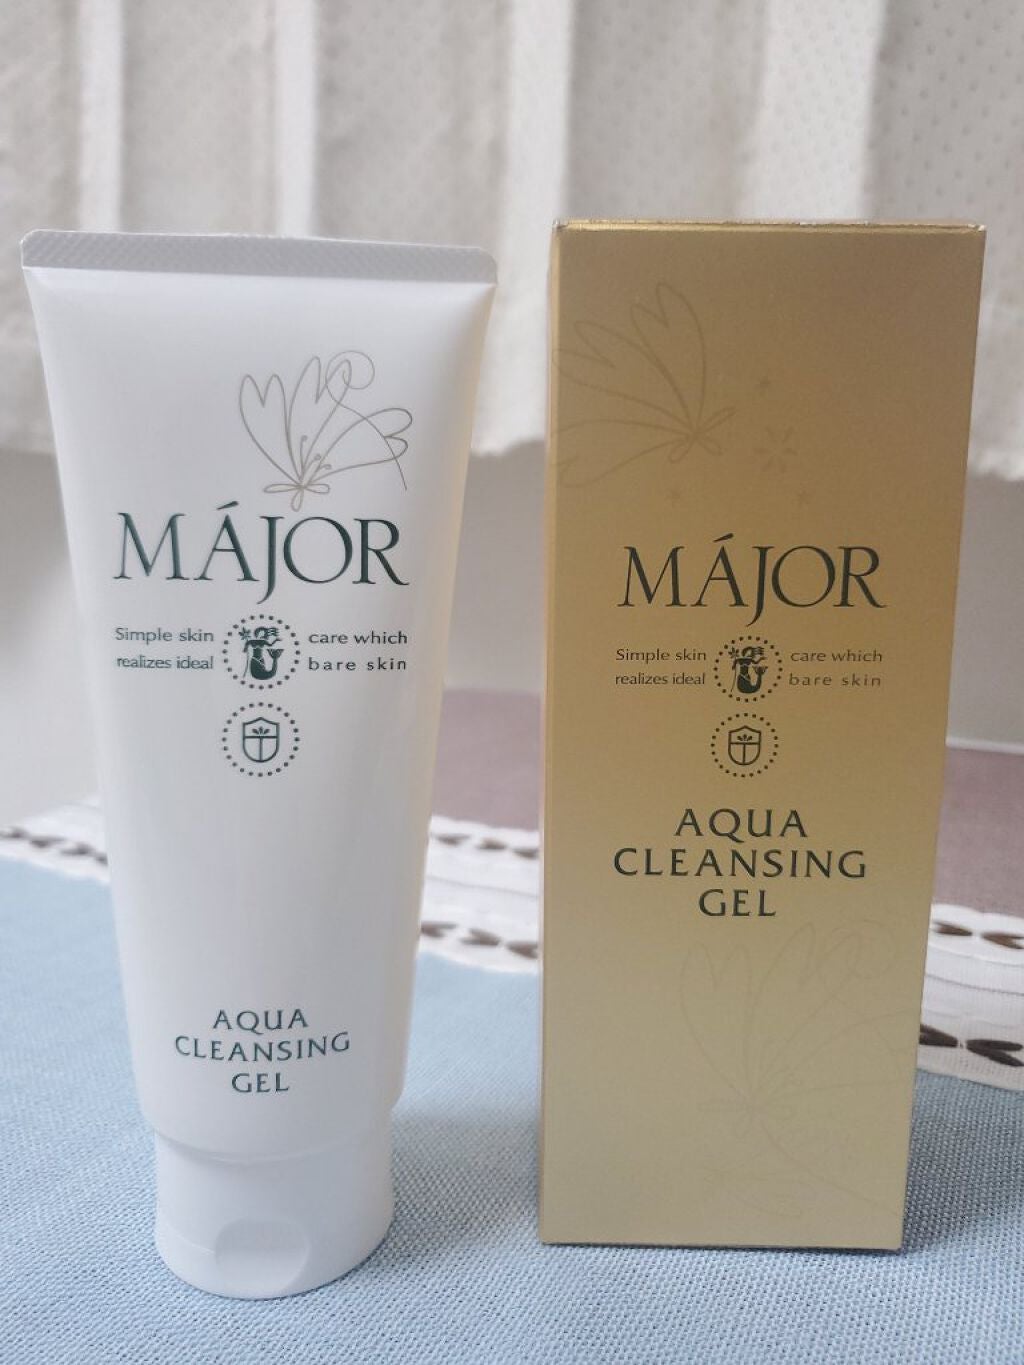 MÁJOR
Simple skin care which
realizes ideal bare skin
AQUA
CLEANSING
GEL
MÁJOR
Simple skin care which
realizes ideal bare skin
AQUA
CLEANSING
GEL